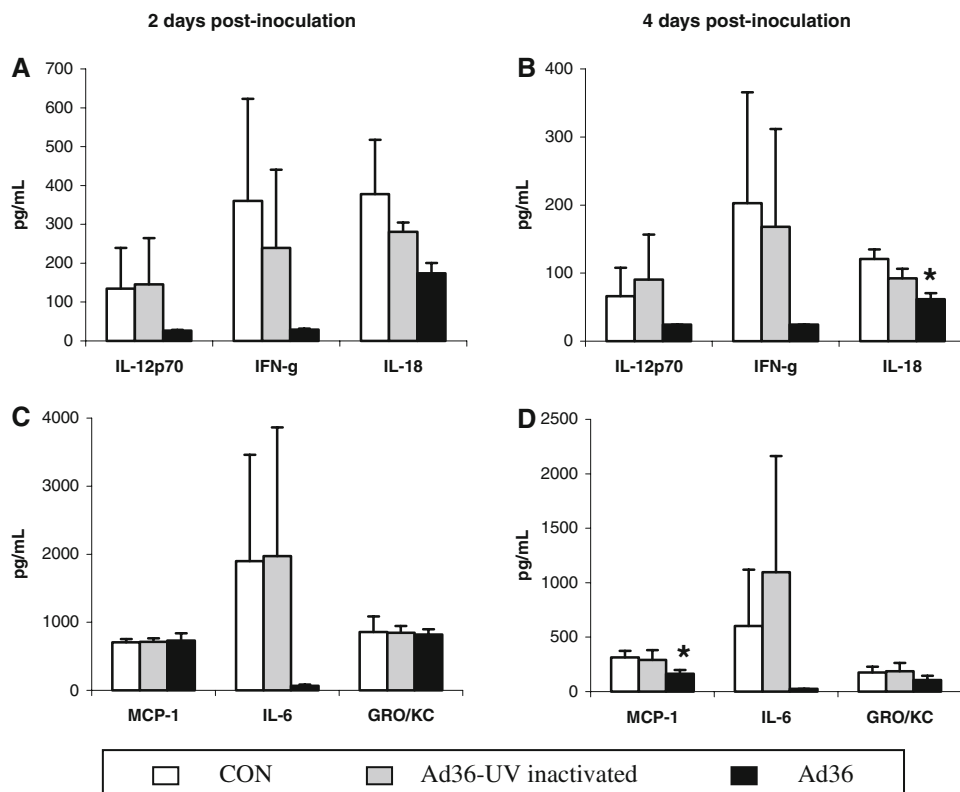 2 days post-inoculation
4 days post-inoculation
A
700
600
500
400
300
200
100
0
pg/mL
IL-12p70 IFN-g IL-18
B
400
300
200
100
0
pg/mL
*
IL-12p70 IFN-g IL-18
C
4000
3000
2000
1000
0
pg/mL
MCP-1 IL-6 GRO/KC
D
2500
2000
1500
1000
500
0
pg/mL
*
MCP-1 IL-6 GRO/KC
CON Ad36-UV inactivated Ad36